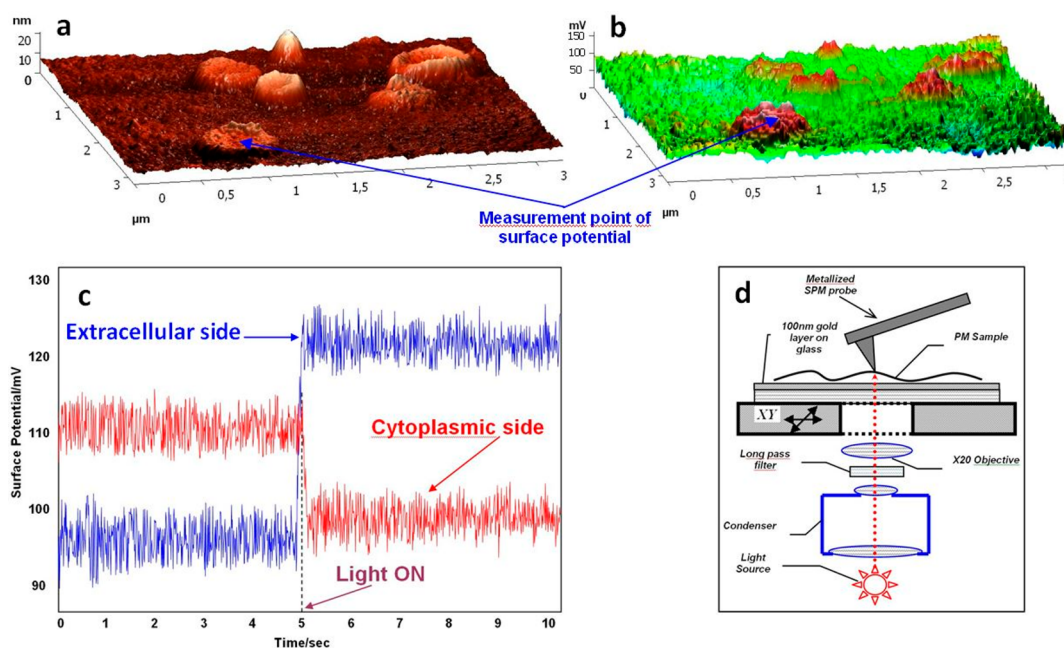 nm
a
20
10
0
1
2
3
0
0,5
1
2
2,5
3
µm
mV
b
150
100
50
0
1
2
3
0
0,5
1
2
2,5
3
µm
Measurement point of
surface potential
c
130
120
110
100
90
Surface Potential/mV
Extracellular side
Cytoplasmic side
Light ON
0
1
2
3
4
5
6
7
8
9
10
Time/sec
d
Metallized
SPM probe
100nm gold
layer on
glass
PM Sample
XY
Long pass
filter
X20 Objective
Condenser
Light
Source